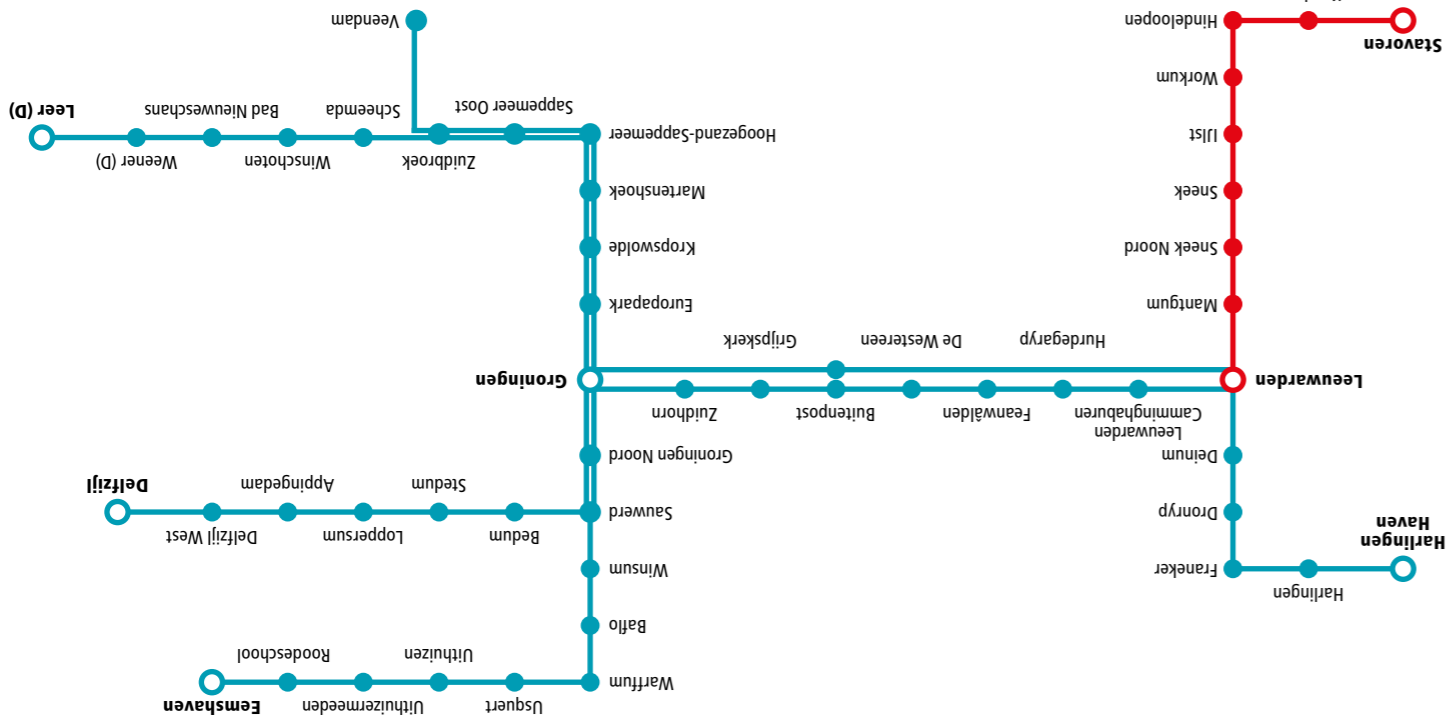 Usquert
Uithuizermeeden
Eemshaven
Warffum
Uithuizen
Roodeschool
Baflo
Harlingen
Franeker
Winsum
Harlingen
Haven
Dronryp
Sauwerd
Bedum
Loppersum
Delfzijl West
Stedum
Appingedam
Delfzijl
Deinum
Groningen Noord
Leeuwarden
Camminghaburen
Feanwâlden
Buitenpost
Zuidhorn
Leeuwarden
Groningen
Hurdegaryp
De Westereen
Grijpskerk
Mantgum
Europapark
Sneek Noord
Kropswolde
Sneek
Martenshoek
Zuidbroek
Winschoten
Weener (D)
IJlst
Hoogezand-Sappemeer
Sappemeer Oost
Scheemda
Bad Nieuweschans
Leer (D)
Workum
Stavoren
Hindeloopen
Veendam